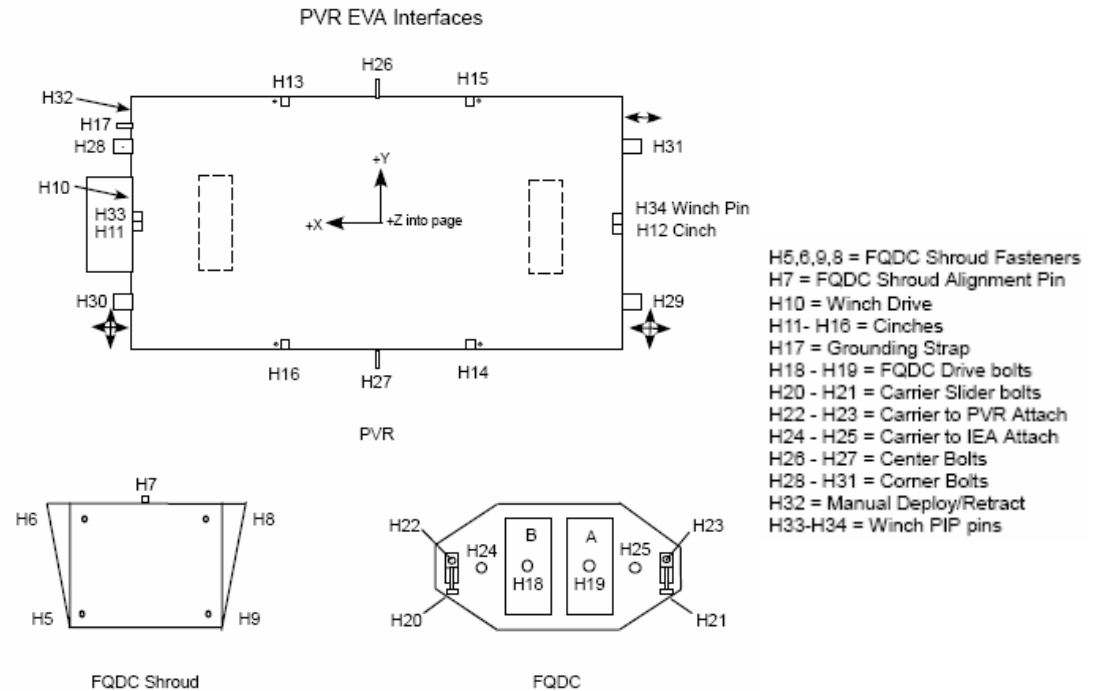 PVR EVA Interfaces
H26
H13
H15
H32
H17
H28
H31
+Y
H10
H33
H11
+X
+Z into page
H34 Winch Pin
H12 Cinch
H30
H29
H16
H27
H14
PVR
H5,6,9,8 = FQDC Shroud Fasteners
H7 = FQDC Shroud Alignment Pin
H10 = Winch Drive
H11- H16 = Cinches
H17 = Grounding Strap
H18 - H19 = FQDC Drive bolts
H20 - H21 = Carrier Slider bolts
H22 - H23 = Carrier to PVR Attach
H24 - H25 = Carrier to IEA Attach
H26 - H27 = Center Bolts
H28 - H31 = Corner Bolts
H32 = Manual Deploy/Retract
H33-H34 = Winch PIP pins
H7
H6
H8
H5
H9
FQDC Shroud
H22
H23
H24
B
A
H25
H18
H19
H20
H21
FQDC